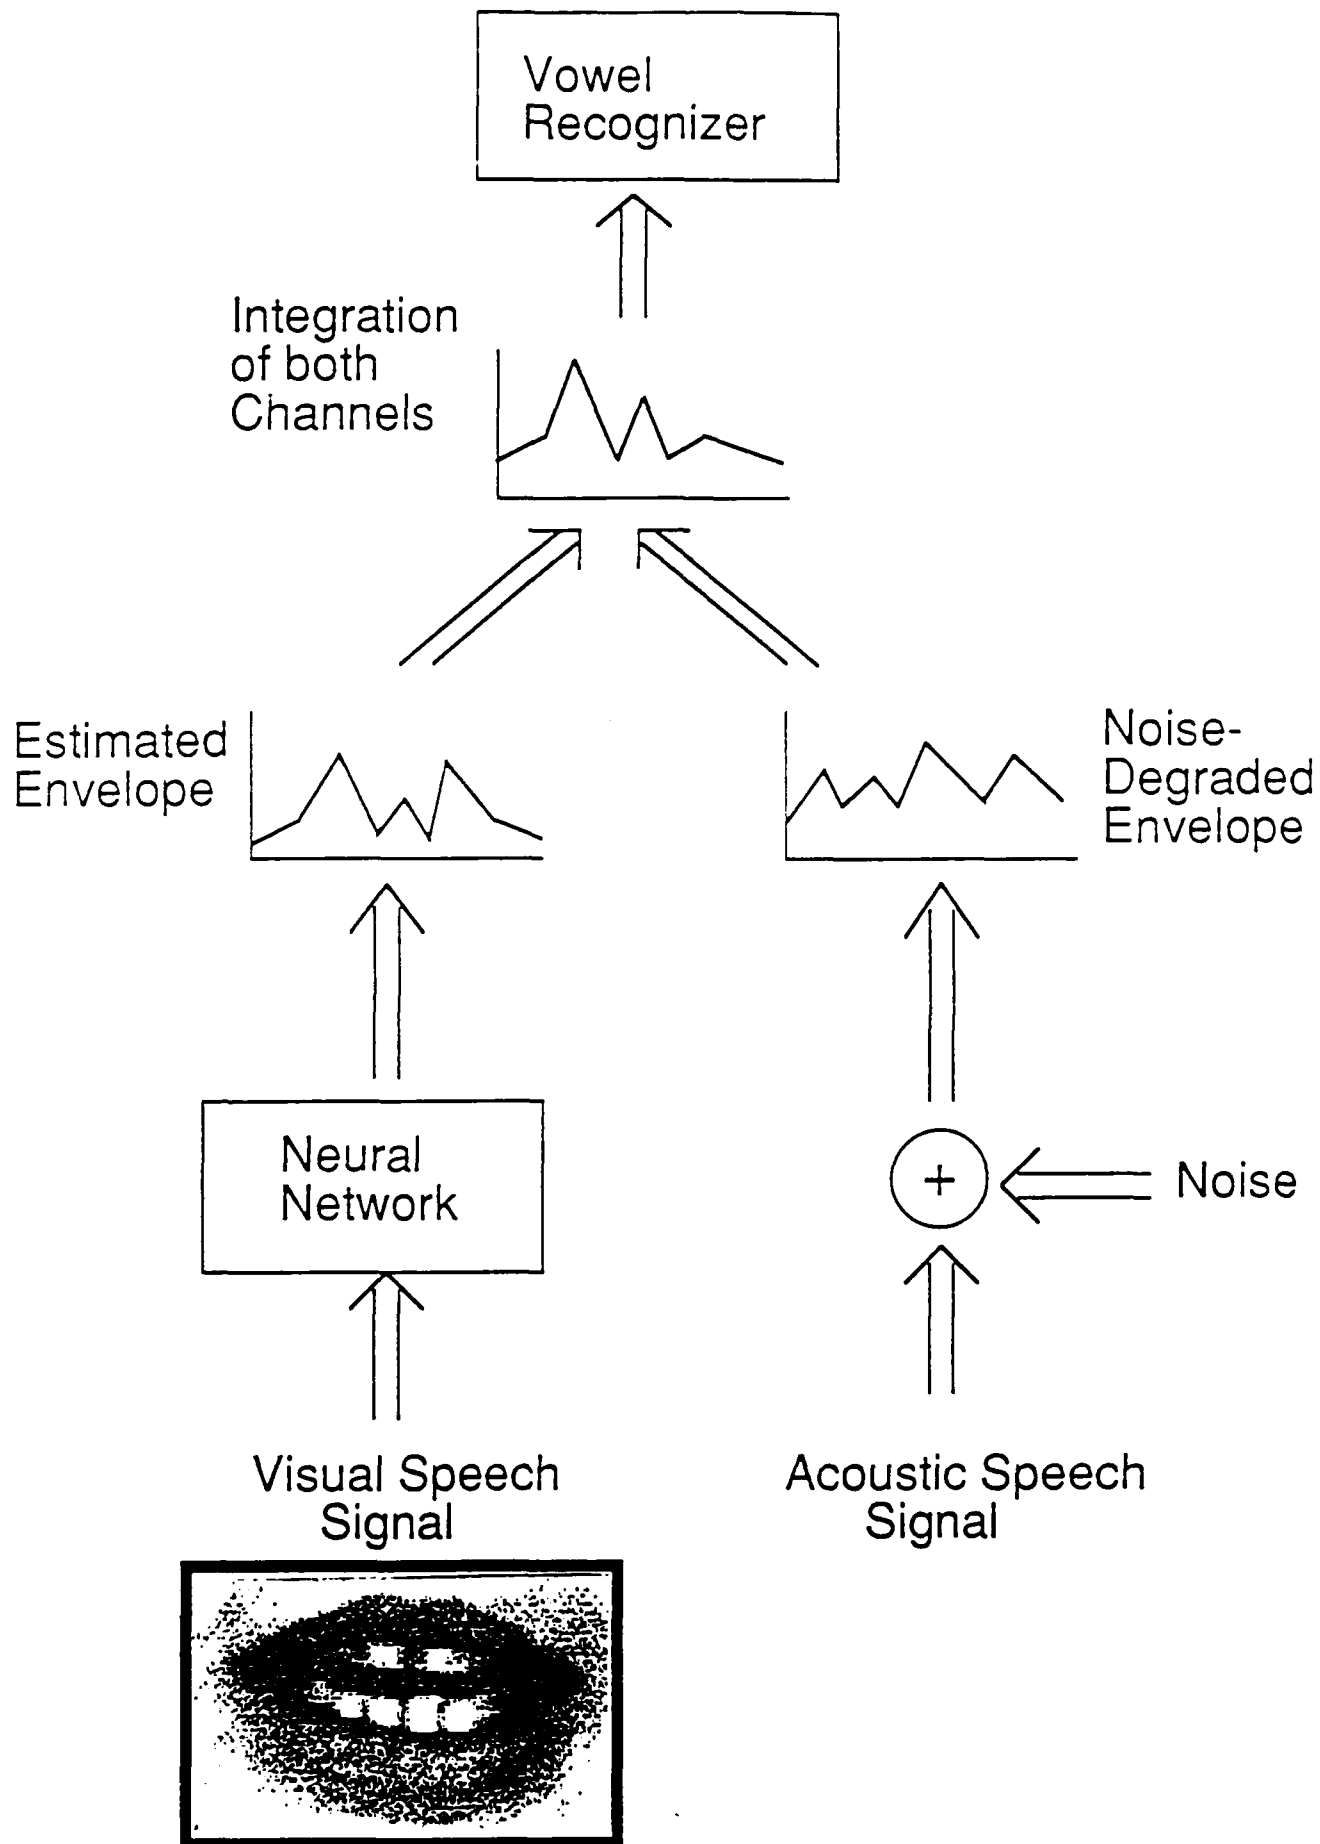 Vowel
Recognizer
Integration
of both
Channels
Estimated
Envelope
Noise-
Degraded
Envelope
Neural
Network
+
Noise
Visual Speech
Signal
Acoustic Speech
Signal